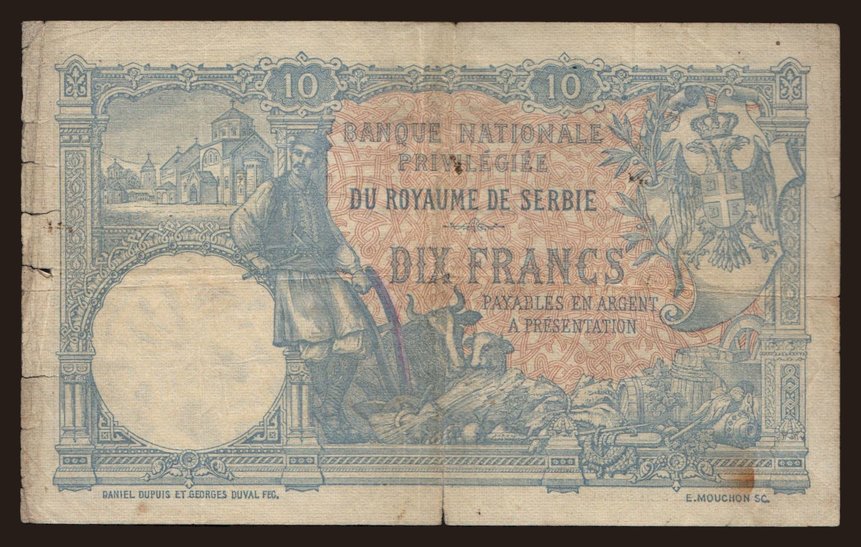 10
10
BANQUE NATIONALE
PRIVILÉGIÉE
DU ROYAUME DE SERBIE
DIX FRANCS
PAYABLES EN ARGENT
A PRÉSENTATION
DANIEL DUPUIS ET GEORGES DUVAL FEC.
E. MOUCHON SC.